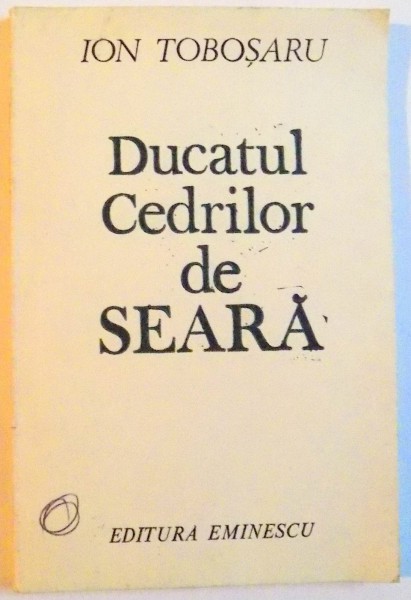 ION TOBOȘARU
Ducatul
Cedrilor
de
SEARĂ
EDITURA EMINESCU